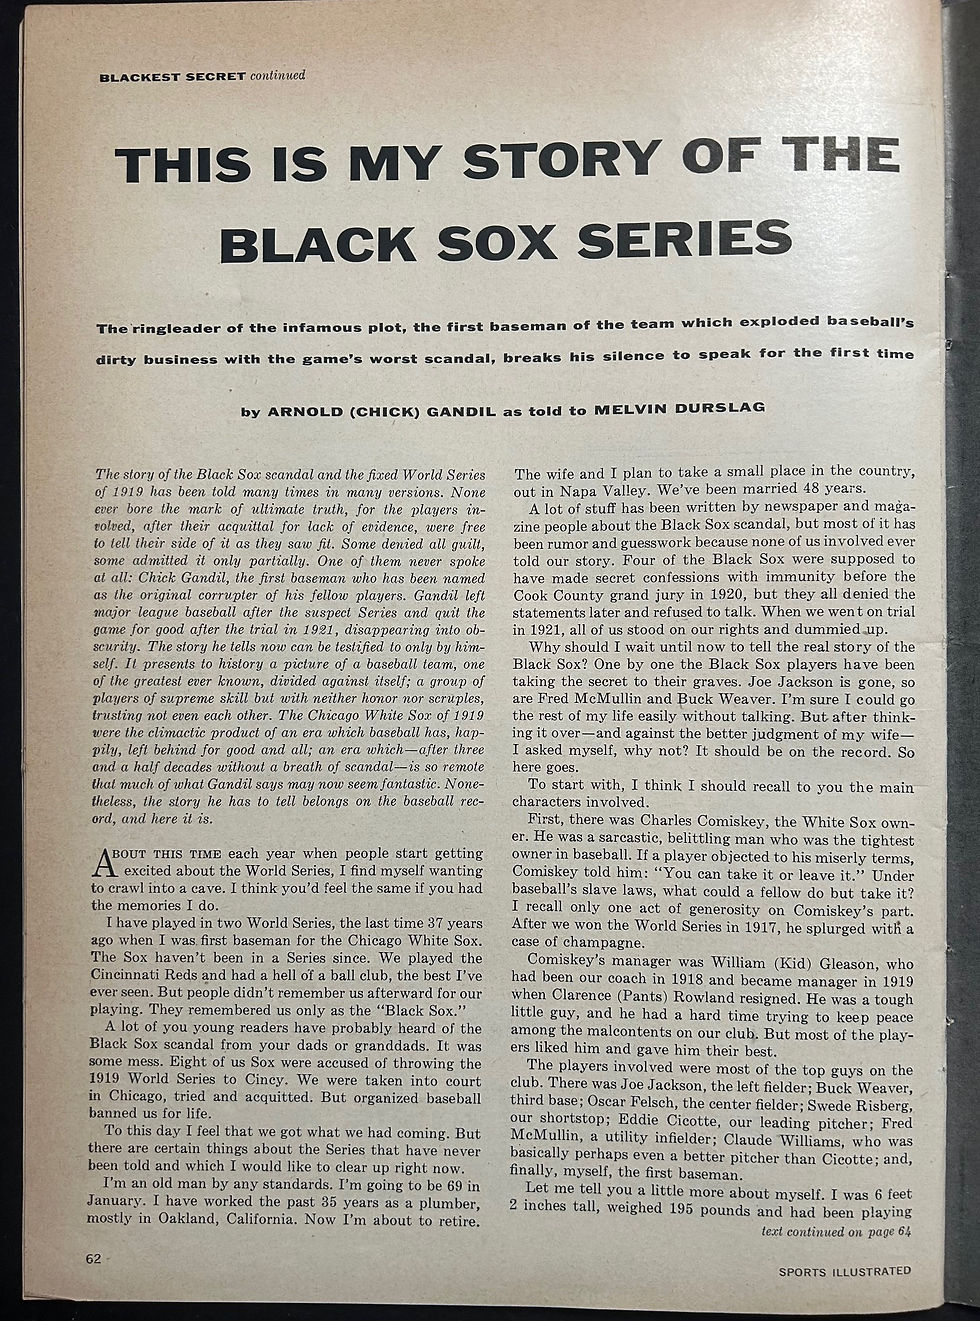 BLACKEST SECRET continued
THIS IS MY STORY OF THE
BLACK SOX SERIES
The ringleader of the infamous plot, the first baseman of the team which exploded baseball's
dirty business with the game's worst scandal, breaks his silence to speak for the first time
by ARNOLD (CHICK) GANDIL as told to MELVIN DURSLAG
The story of the Black Sox scandal and the fixed World Series
of 1919 has been told many times in many versions. None
ever bore the mark of ultimate truth, for the players in-
volved, after their acquittal for lack of evidence, were free
to tell their side of it as they saw fit. Some denied all guilt,
some admitted it only partially. One of them never spoke
at all: Chick Gandil, the first baseman who has been named
as the original corrupter of his fellow players. Gandil left
major league baseball after the suspect Series and quit the
game for good after the trial in 1921, disappearing into ob-
scurity. The story he tells now can be testified to only by him-
self. It presents to history a picture of a baseball team, one
of the greatest ever known, divided against itself; a group of
players of supreme skill but with neither honor nor scruples,
trusting not even each other. The Chicago White Sox of 1919
were the climactic product of an era which baseball has, hap-
pily, left behind for good and all; an era which—after three
and a half decades without a breath of scandal—is so remote
that much of what Gandil says may now seem fantastic. None-
theless, the story he has to tell belongs on the baseball rec-
ord, and here it is.
ABOUT THIS TIME each year when people start getting
excited about the World Series, I find myself wanting
to crawl into a cave. I think you'd feel the same if you had
the memories I do.
I have played in two World Series, the last time 37 years
ago when I was first baseman for the Chicago White Sox.
The Sox haven't been in a Series since. We played the
Cincinnati Reds and had a hell of a ball club, the best I've
ever seen. But people didn't remember us afterward for our
playing. They remembered us only as the "Black Sox."
A lot of you young readers have probably heard of the
Black Sox scandal from your dads or granddads. It was
some mess. Eight of us Sox were accused of throwing the
1919 World Series to Cincy. We were taken into court
in Chicago, tried and acquitted. But organized baseball
banned us for life.
To this day I feel that we got what we had coming. But
there are certain things about the Series that have never
been told and which I would like to clear up right now.
I'm an old man by any standards. I'm going to be 69 in
January. I have worked the past 35 years as a plumber,
mostly in Oakland, California. Now I'm about to retire.
The wife and I plan to take a small place in the country,
out in Napa Valley. We've been married 48 years.
A lot of stuff has been written by newspaper and maga-
zine people about the Black Sox scandal, but most of it has
been rumor and guesswork because none of us involved ever
told our story. Four of the Black Sox were supposed to
have made secret confessions with immunity before the
Cook County grand jury in 1920, but they all denied the
statements later and refused to talk. When we went on trial
in 1921, all of us stood on our rights and dummied up.
Why should I wait until now to tell the real story of the
Black Sox? One by one the Black Sox players have been
taking the secret to their graves. Joe Jackson is gone, so
are Fred McMullin and Buck Weaver. I'm sure I could go
the rest of my life easily without talking. But after think-
ing it over—and against the better judgment of my wife—
I asked myself, why not? It should be on the record. So
here goes.
To start with, I think I should recall to you the main
characters involved.
First, there was Charles Comiskey, the White Sox own-
er. He was a sarcastic, belittling man who was the tightest
owner in baseball. If a player objected to his miserly terms,
Comiskey told him: "You can take it or leave it." Under
baseball's slave laws, what could a fellow do but take it?
I recall only one act of generosity on Comiskey's part.
After we won the World Series in 1917, he splurged with a
case of champagne.
Comiskey's manager was William (Kid) Gleason, who
had been our coach in 1918 and became manager in 1919
when Clarence (Pants) Rowland resigned. He was a tough
little guy, and he had a hard time trying to keep peace
among the malcontents on our club. But most of the play-
ers liked him and gave him their best.
The players involved were most of the top guys on the
club. There was Joe Jackson, the left fielder; Buck Weaver,
third base; Oscar Felsch, the center fielder; Swede Risberg,
our shortstop; Eddie Cicotte, our leading pitcher; Fred
McMullin, a utility infielder; Claude Williams, who was
basically perhaps even a better pitcher than Cicotte; and,
finally, myself, the first baseman.
Let me tell you a little more about myself. I was 6 feet
2 inches tall, weighed 195 pounds and had been playing
text continued on page 64
62
SPORTS ILLUSTRATED